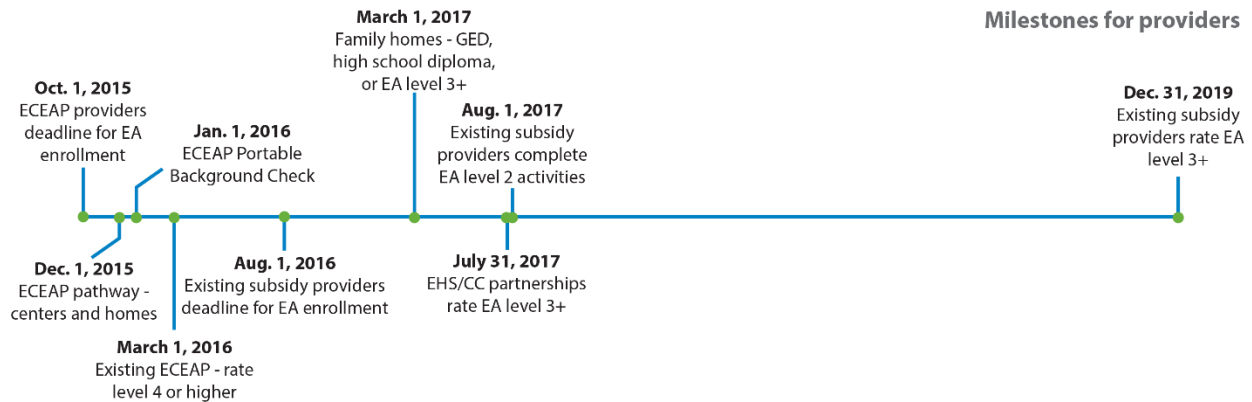 Milestones for providers
Oct. 1, 2015
ECEAP providers
deadline for EA
enrollment
Dec. 1, 2015
ECEAP pathway -
centers and homes
Jan. 1, 2016
ECEAP Portable
Background Check
March 1, 2016
Existing ECEAP - rate
level 4 or higher
Aug. 1, 2016
Existing subsidy providers
deadline for EA enrollment
March 1, 2017
Family homes - GED,
high school diploma,
or EA level 3+
July 31, 2017
EHS/CC partnerships
rate EA level 3+
Aug. 1, 2017
Existing subsidy
providers complete
EA level 2 activities
Dec. 31, 2019
Existing subsidy
providers rate EA
level 3+